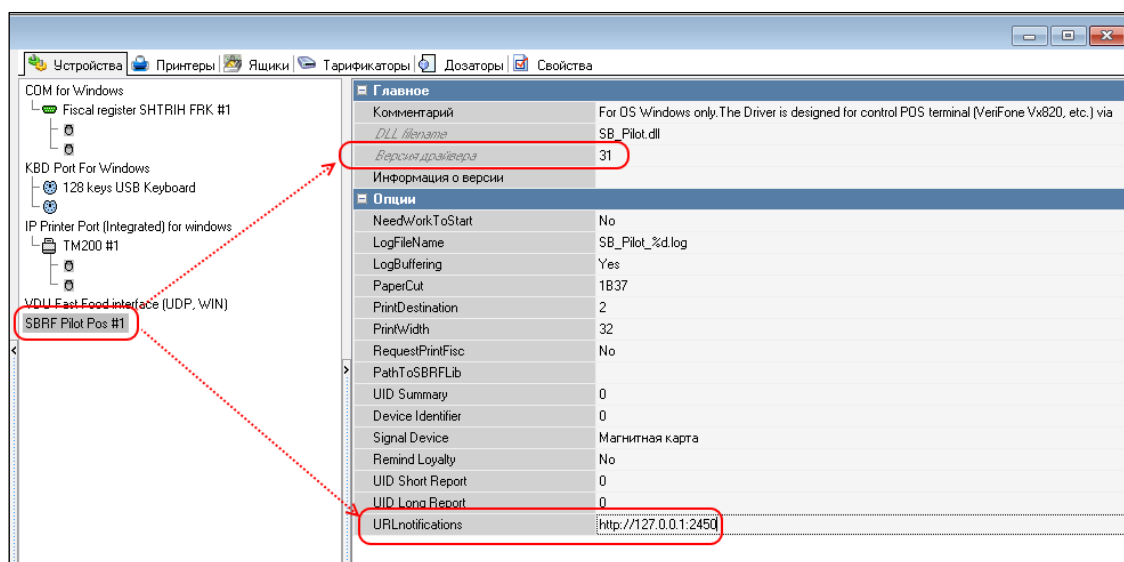 Устройства Принтеры Ящики Тарификаторы Дозаторы Свойства
COM for Windows
Fiscal register SHTRIH FRK #1
KBD Port For Windows
128 keys USB Keyboard
IP Printer Port (Integrated) for windows
TM200 #1
VDU Fast Food interface (UDP, WIN)
SBRF Pilot Pos #1
Главное
Комментарий For OS Windows only.The Driver is designed for control POS terminal (VeriFone Vx820, etc.) via
DLL filename SB_Pilot.dll
Версия драйвера 31
Информация о версии
Опции
NeedWorkToStart No
LogFileName SB_Pilot_%d.log
LogBuffering Yes
PaperCut 1B37
PrintDestination 2
PrintWidth 32
RequestPrintFisc No
PathToSBRFLib
UID Summary 0
Device Identifier 0
Signal Device Магнитная карта
Remind Loyalty No
UID Short Report 0
UID Long Report 0
URLnotifications http://127.0.0.1:2450